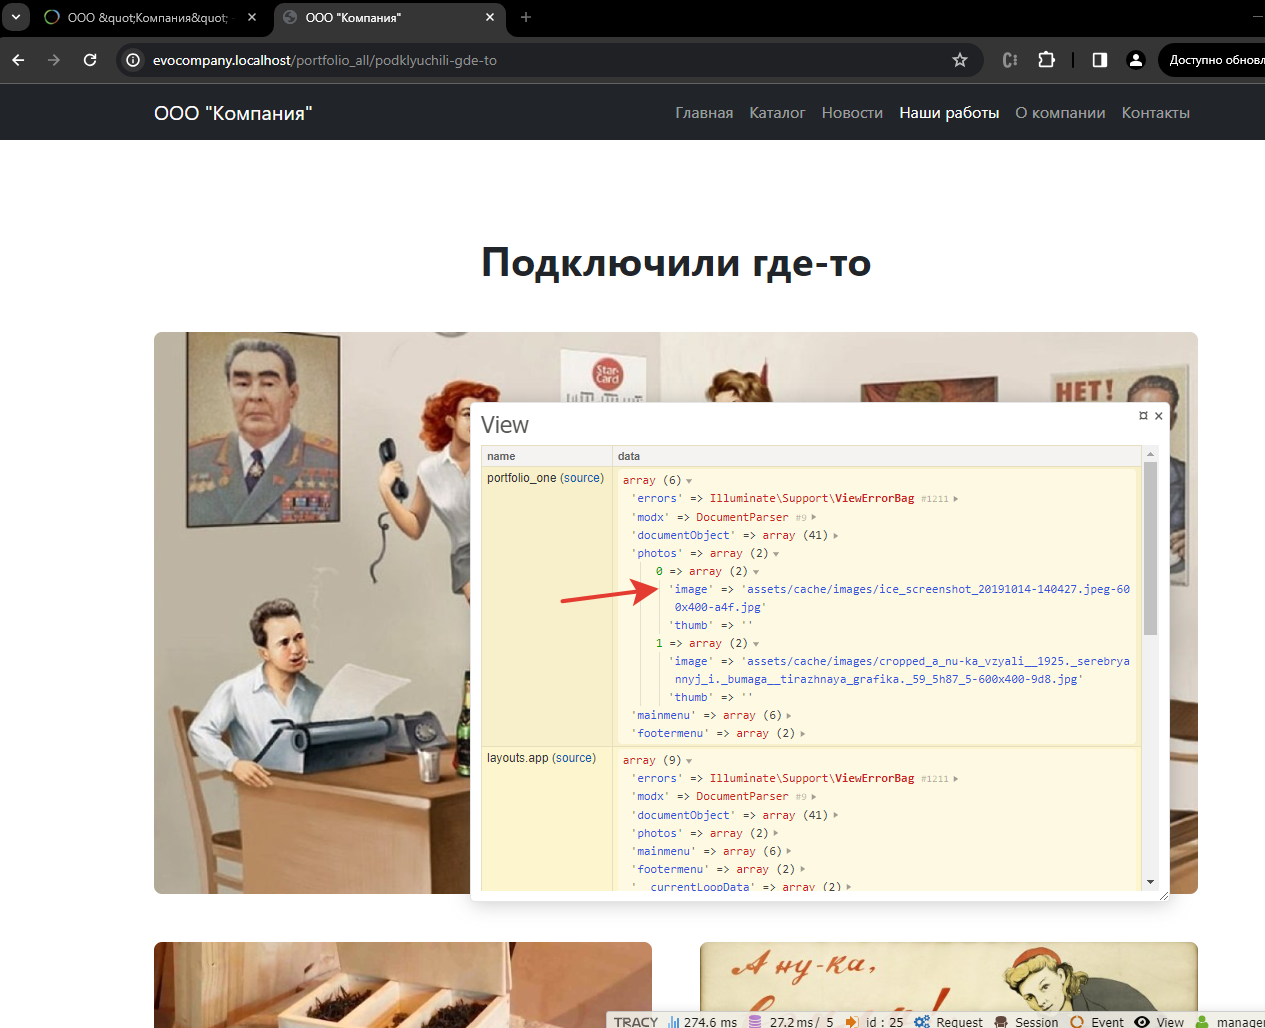 ООО &quot;Компания&quot;
ООО "Компания"
evocompany.localhost/portfolio_all/podklyuchili-gde-to
Доступно обновл
ООО "Компания"
Главная Каталог Новости Наши работы О компании Контакты
Подключили где-то
Star-
Card
НЕТ!
View
name data
portfolio_one (source)
array (6)
'errors' => Illuminate\Support\ViewErrorBag #1211
'modx' => DocumentParser #9
'documentObject' => array (41)
'photos' => array (2)
0 => array (2)
'image' => 'assets/cache/images/ice_screenshot_20191014-140427.jpeg-60
0x400-a4f.jpg'
'thumb' => ''
1 => array (2)
'image' => 'assets/cache/images/cropped_a_nu-ka_vzyali__1925._serebrya
nnyj_i._bumaga__tirazhnaya_grafika._59_5h87_5-600x400-9d8.jpg'
'thumb' => ''
'mainmenu' => array (6)
'footermenu' => array (2)
layouts.app (source)
array (9)
'errors' => Illuminate\Support\ViewErrorBag #1211
'modx' => DocumentParser #9
'documentObject' => array (41)
'photos' => array (2)
'mainmenu' => array (6)
'footermenu' => array (2)
'__currentLoopData' => array (2)
А ну-ка,
TRACY 274.6 ms 27.2 ms / 5 id : 25 Request Session Event View manager